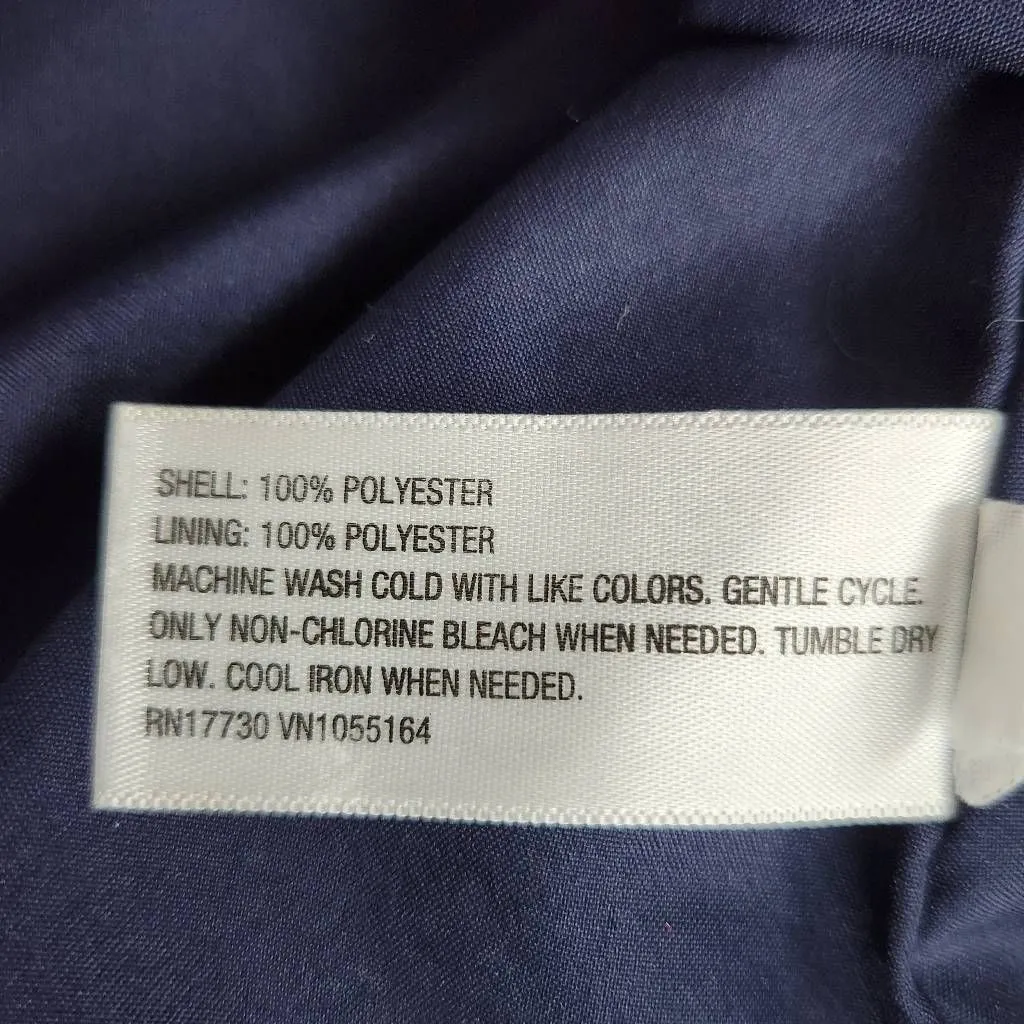 SHELL: 100% POLYESTER
LINING: 100% POLYESTER
MACHINE WASH COLD WITH LIKE COLORS. GENTLE CYCLE.
ONLY NON-CHLORINE BLEACH WHEN NEEDED. TUMBLE DRY
LOW. COOL IRON WHEN NEEDED.
RN17730 VN1055164